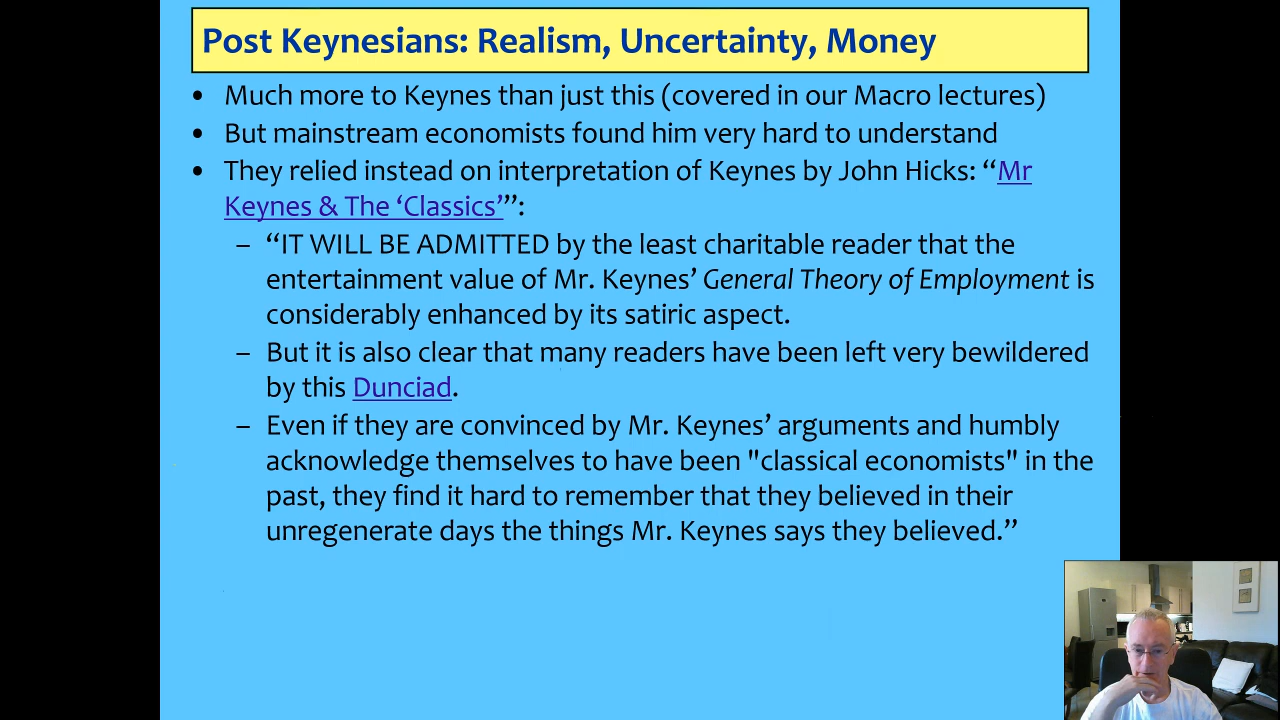 Post Keynesians: Realism, Uncertainty, Money
• Much more to Keynes than just this (covered in our Macro lectures)
• But mainstream economists found him very hard to understand
• They relied instead on interpretation of Keynes by John Hicks: “Mr
Keynes & The ‘Classics’”:
– “IT WILL BE ADMITTED by the least charitable reader that the
entertainment value of Mr. Keynes’ General Theory of Employment is
considerably enhanced by its satiric aspect.
– But it is also clear that many readers have been left very bewildered
by this Dunciad.
– Even if they are convinced by Mr. Keynes’ arguments and humbly
acknowledge themselves to have been "classical economists" in the
past, they find it hard to remember that they believed in their
unregenerate days the things Mr. Keynes says they believed.”